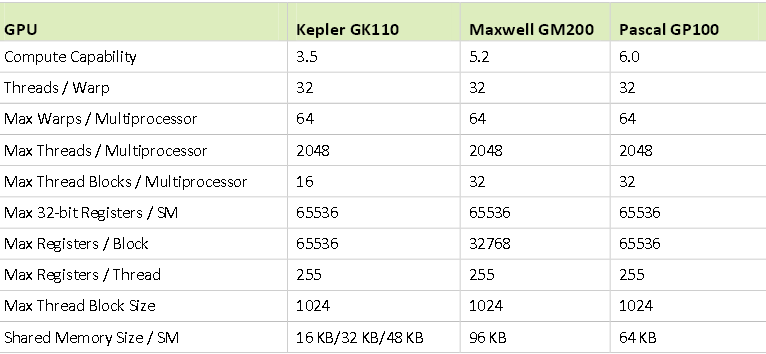 GPU Kepler GK110 Maxwell GM200 Pascal GP100
Compute Capability 3.5 5.2 6.0
Threads / Warp 32 32 32
Max Warps / Multiprocessor 64 64 64
Max Threads / Multiprocessor 2048 2048 2048
Max Thread Blocks / Multiprocessor 16 32 32
Max 32-bit Registers / SM 65536 65536 65536
Max Registers / Block 65536 32768 65536
Max Registers / Thread 255 255 255
Max Thread Block Size 1024 1024 1024
Shared Memory Size / SM 16 KB/32 KB/48 KB 96 KB 64 KB